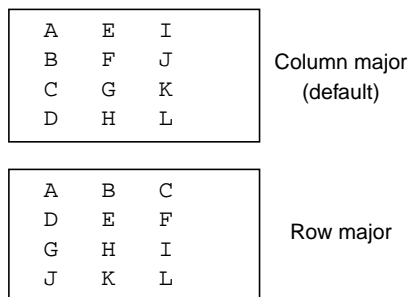 A E I
B F J
C G K
D H L
Column major
(default)
A B C
D E F
G H I
J K L
Row major